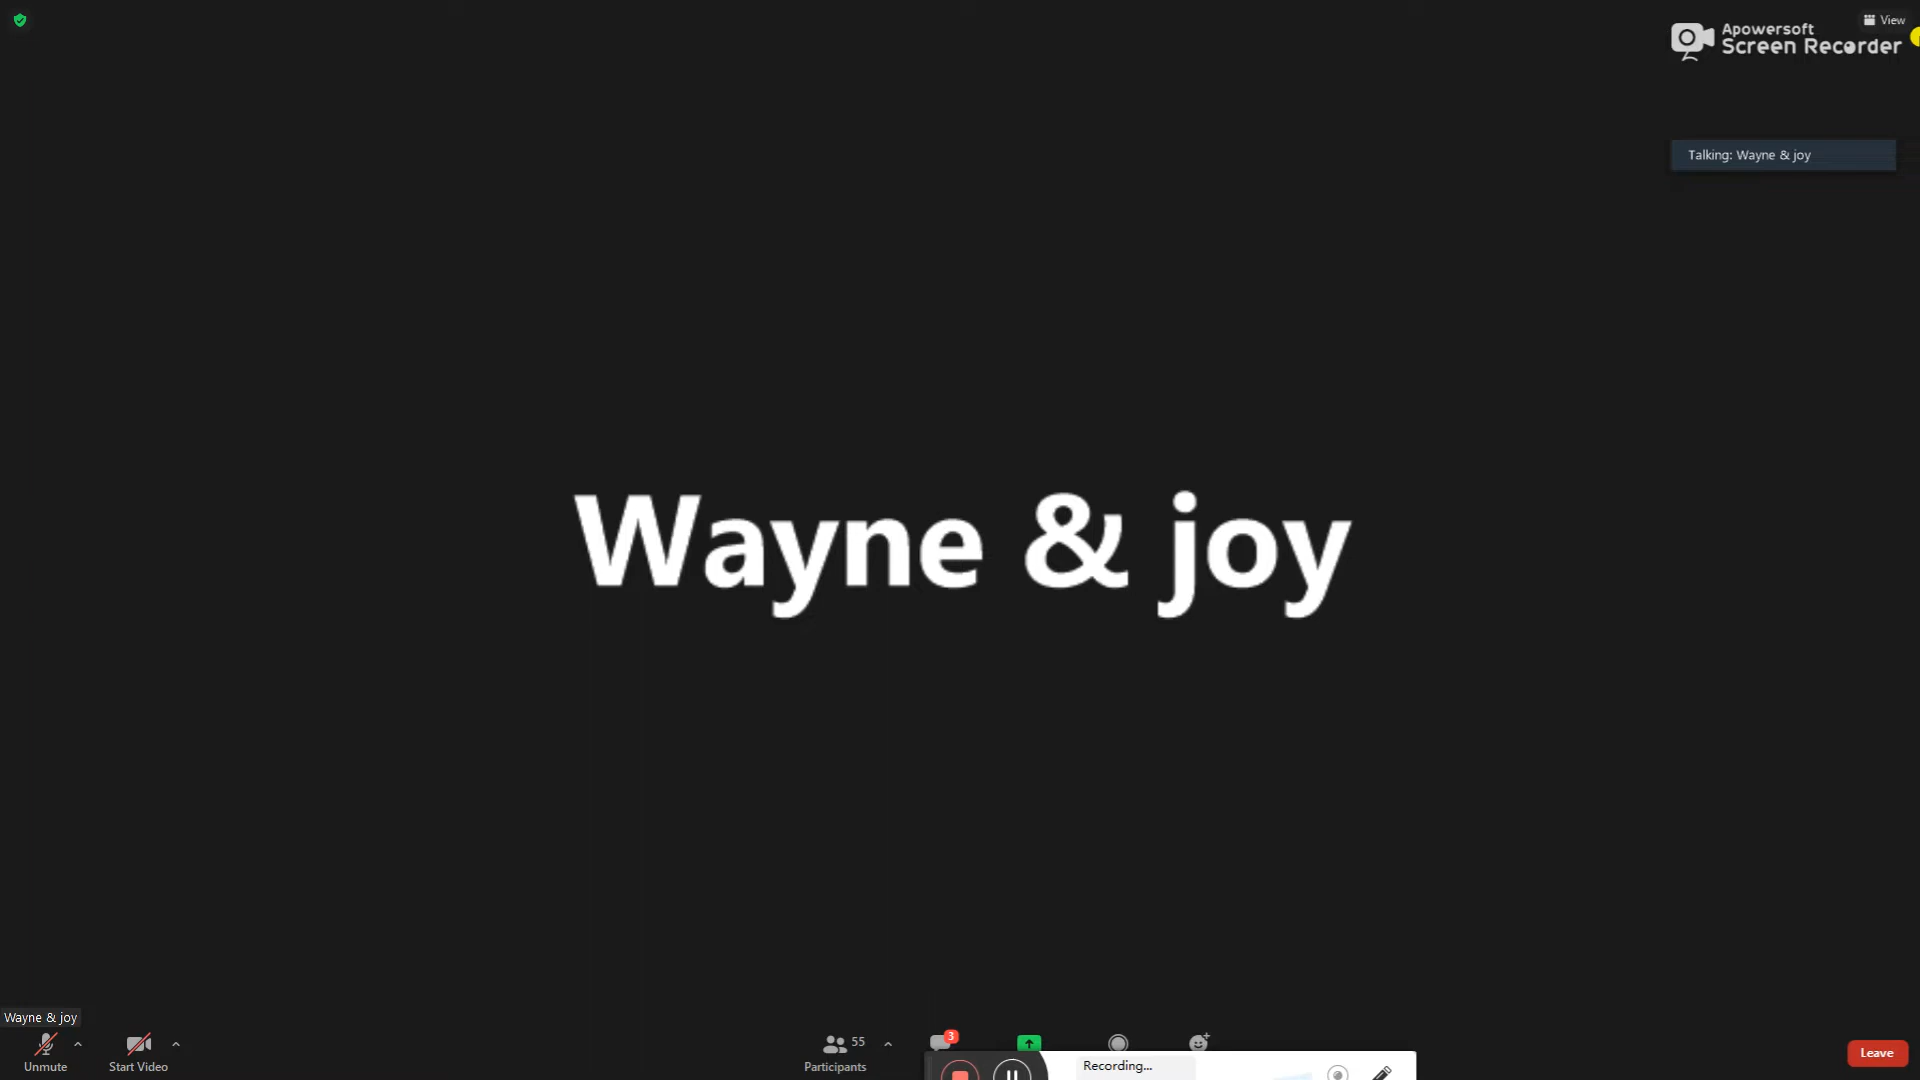 View
Apowersoft
Screen Recorder
Talking: Wayne & joy
Wayne & joy
Wayne & joy
Unmute
Start Video
55
Participants
3
Recording...
Leave